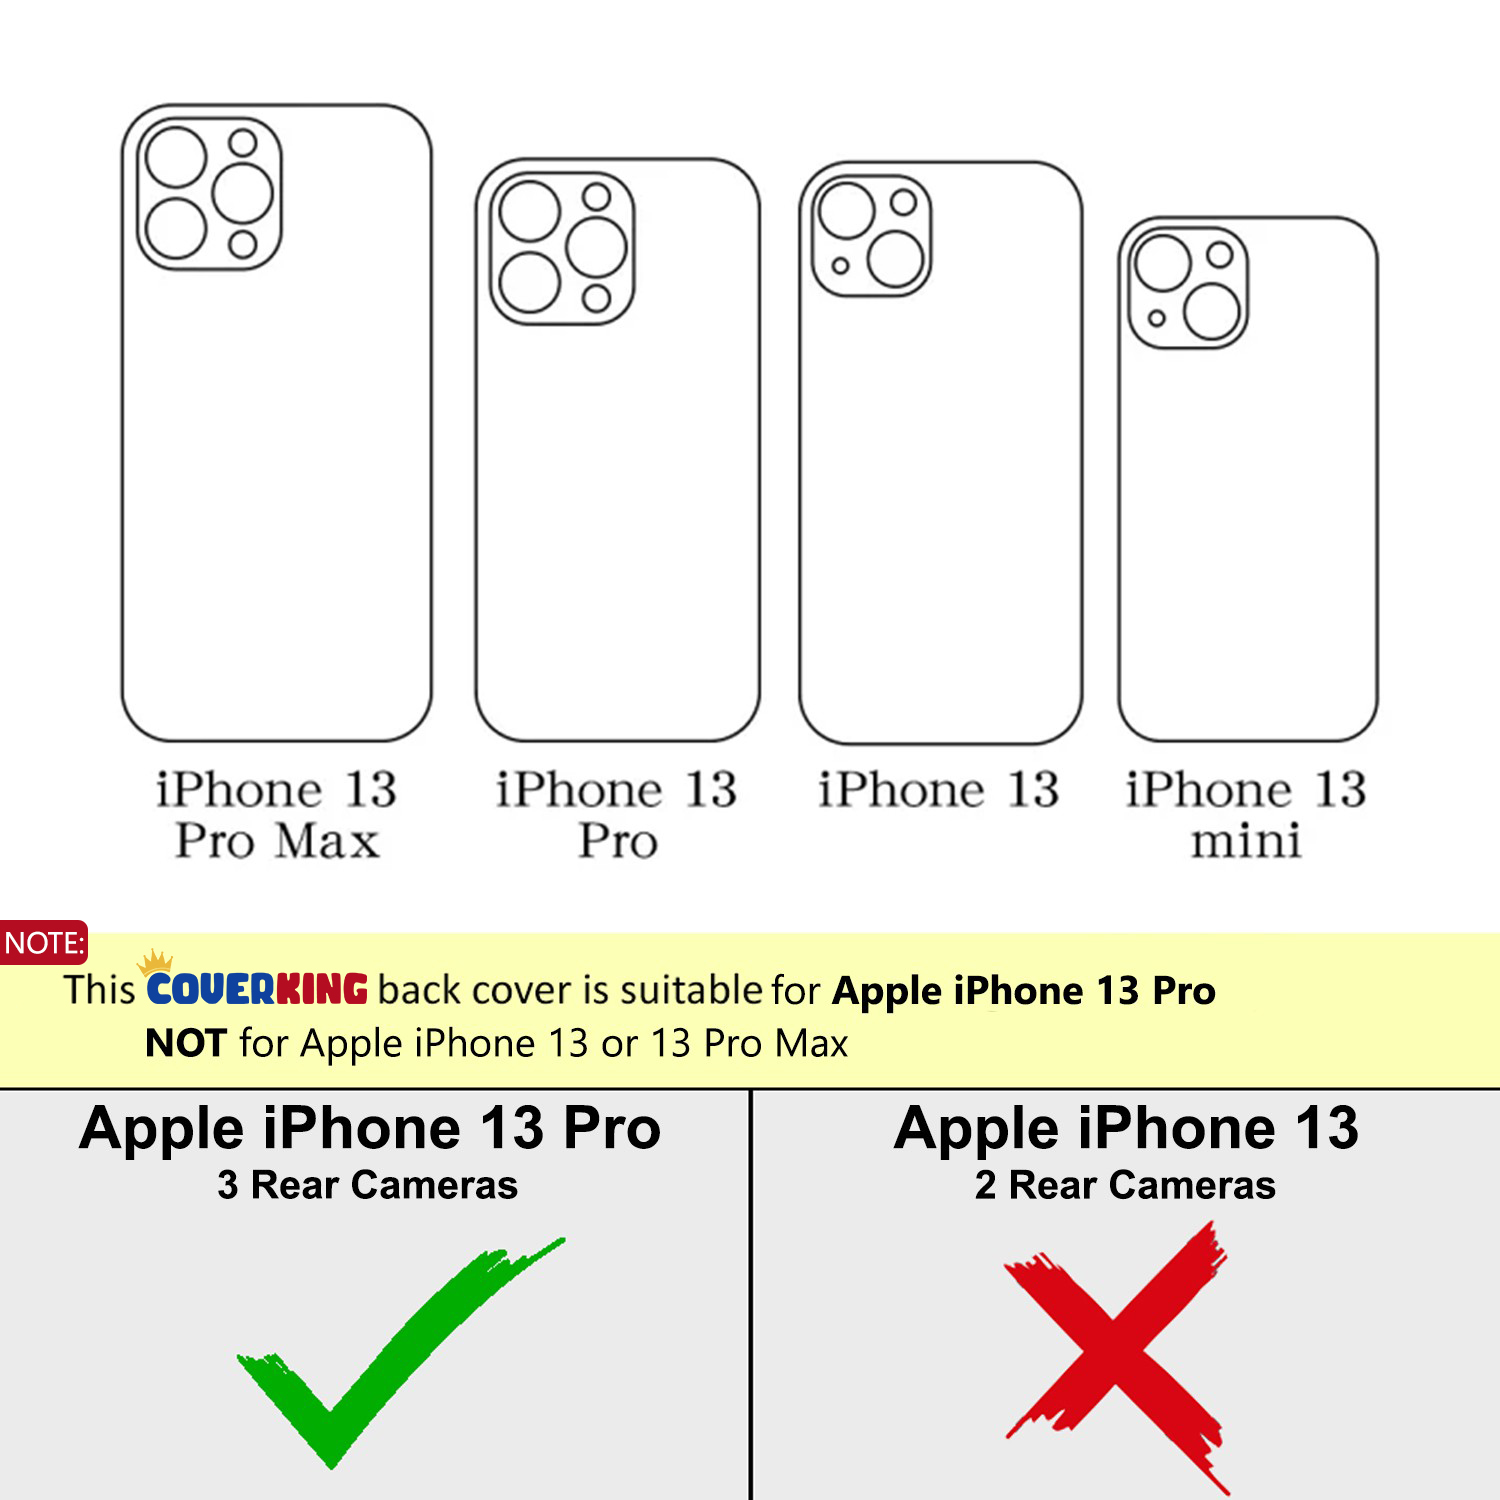 iPhone 13
Pro Max
iPhone 13
Pro
iPhone 13
iPhone 13
mini
NOTE:
This COVERKING back cover is suitable for Apple iPhone 13 Pro
NOT for Apple iPhone 13 or 13 Pro Max
Apple iPhone 13 Pro
3 Rear Cameras
Apple iPhone 13
2 Rear Cameras